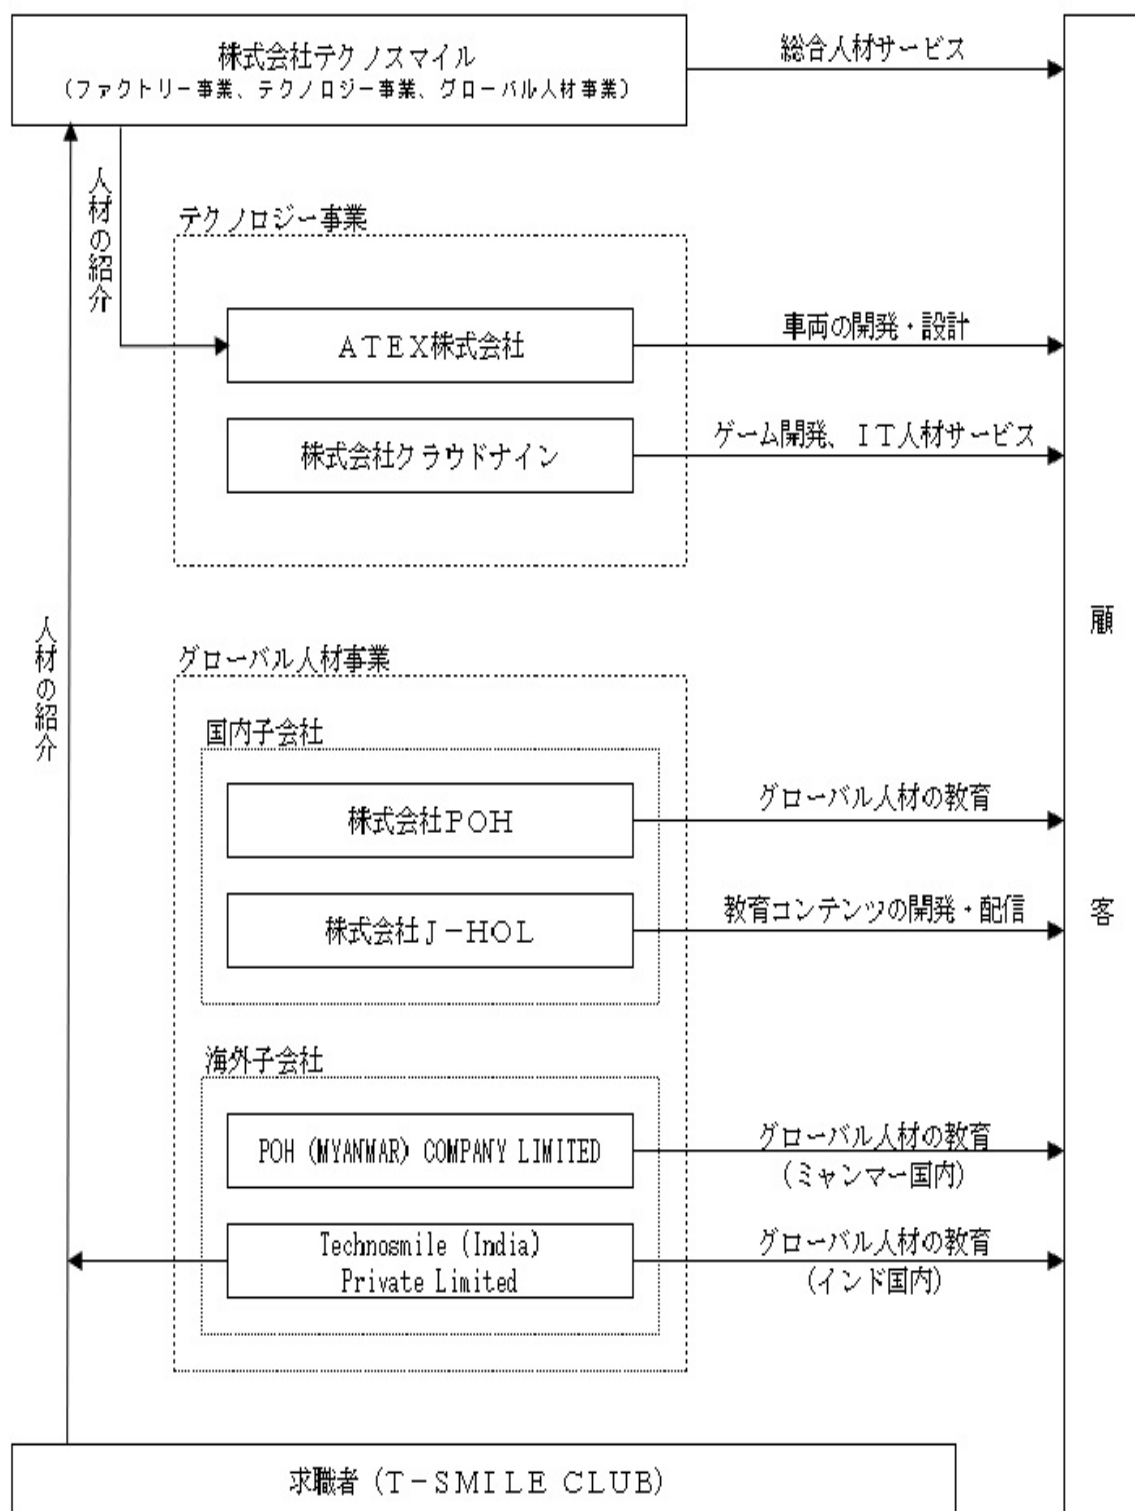 株式会社テクノスマイル
(ファクトリー事業、テクノロジー事業、グローバル人材事業)
総合人材サービス
人材の紹介
テクノロジー事業
ATEX株式会社
車両の開発・設計
株式会社クラウドナイン
ゲーム開発、IT人材サービス
人材の紹介
顧客
グローバル人材事業
国内子会社
株式会社POH
グローバル人材の教育
株式会社J-HOL
教育コンテンツの開発・配信
海外子会社
POH (MYANMAR) COMPANY LIMITED
グローバル人材の教育
(ミャンマー国内)
Technosmile (India)
Private Limited
グローバル人材の教育
(インド国内)
求職者 (T-SMILE CLUB)